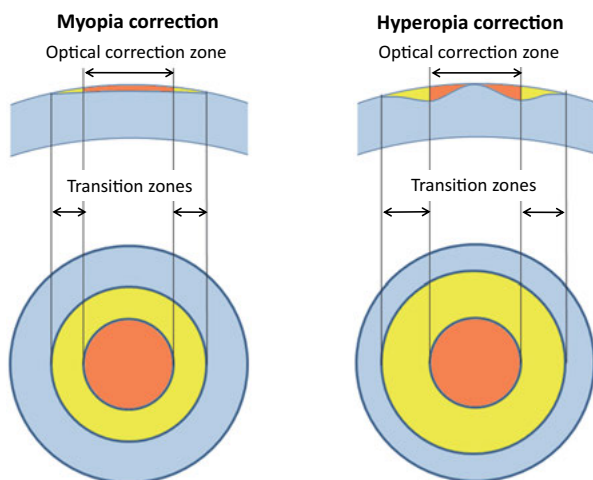 Myopia correction
Optical correction zone
Transition zones
Hyperopia correction
Optical correction zone
Transition zones